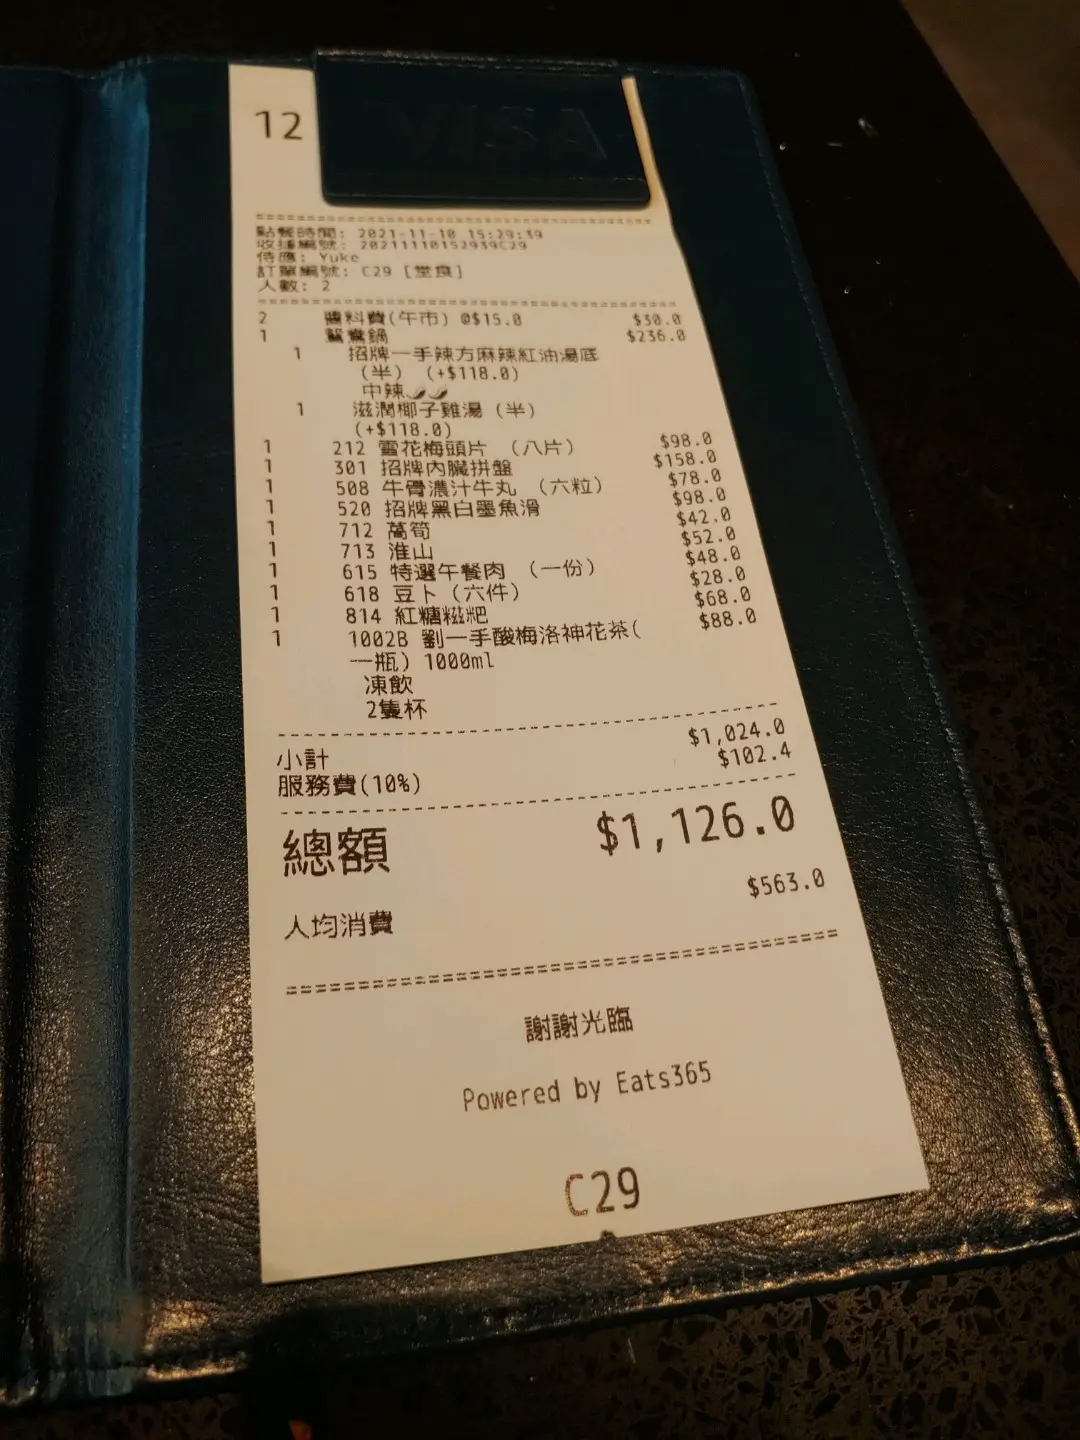 VISA
12
點餐時間: 2021-11-10 15:29:39
收據編號: 20211110152939C29
侍應: Yuke
訂單編號: C29 [堂食]
人數: 2
2 醬料費(午市) @$15.0 $30.0
1 鴛鴦鍋 $236.0
1 招牌一手辣方麻辣紅油湯底
(半) (+$118.0)
中辣🌶🌶
1 滋潤椰子雞湯 (半)
(+$118.0)
1 212 雪花梅頭片 (八片) $98.0
1 301 招牌內臟拼盤 $158.0
1 508 牛骨濃汁牛丸 (六粒) $78.0
1 520 招牌黑白墨魚滑 $98.0
1 712 萵筍 $42.0
1 713 淮山 $52.0
1 615 特選午餐肉 (一份) $48.0
1 618 豆卜 (六件) $28.0
1 814 紅糖糍粑 $68.0
1 1002B 劉一手酸梅洛神花茶( $88.0
一瓶) 1000ml
凍飲
2隻杯
小計 $1,024.0
服務費(10%) $102.4
總額 $1,126.0
人均消費 $563.0
謝謝光臨
Powered by Eats365
C29